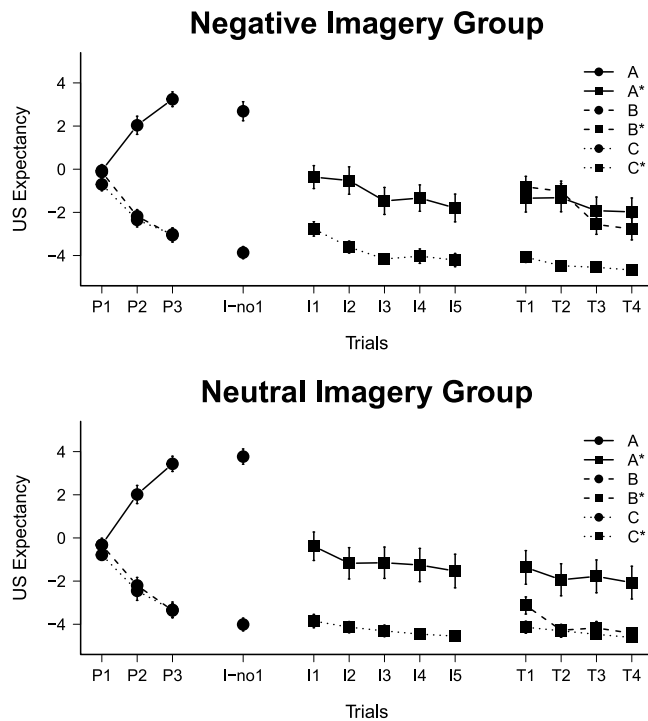 Negative Imagery Group
US Expectancy
4
2
0
−2
−4
A
A*
B
B*
C
C*
P1 P2 P3 I−no1 I1 I2 I3 I4 I5 T1 T2 T3 T4
Trials
Neutral Imagery Group
US Expectancy
4
2
0
−2
−4
A
A*
B
B*
C
C*
P1 P2 P3 I−no1 I1 I2 I3 I4 I5 T1 T2 T3 T4
Trials